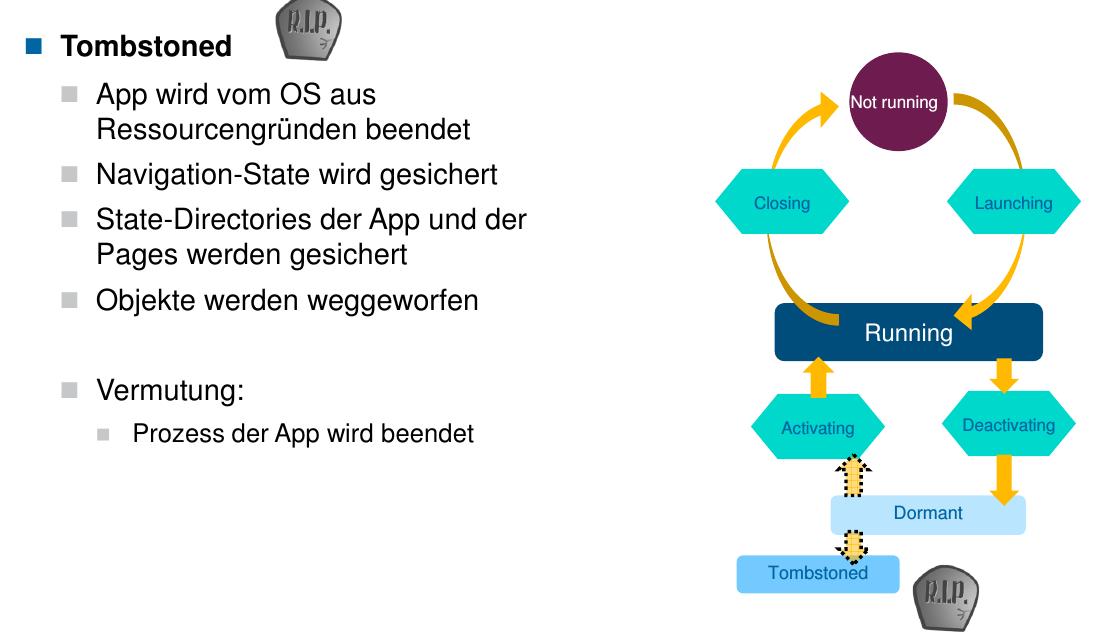 R.I.P.
Tombstoned
App wird vom OS aus
Ressourcengründen beendet
Navigation-State wird gesichert
State-Directories der App und der
Pages werden gesichert
Objekte werden weggeworfen
Vermutung:
Prozess der App wird beendet
Not running
Closing
Launching
Running
Activating
Deactivating
Dormant
Tombstoned
R.I.P.